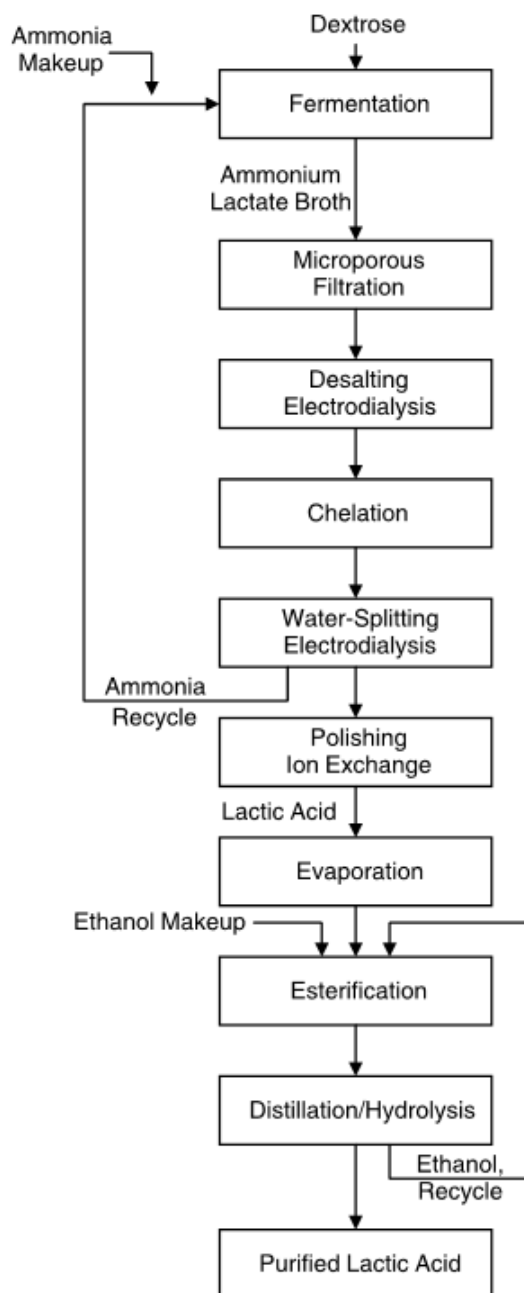 Ammonia
Makeup
Dextrose
Fermentation
Ammonium
Lactate Broth
Microporous
Filtration
Desalting
Electrodialysis
Chelation
Water-Splitting
Electrodialysis
Ammonia
Recycle
Polishing
Ion Exchange
Lactic Acid
Evaporation
Ethanol Makeup
Esterification
Distillation/Hydrolysis
Ethanol,
Recycle
Purified Lactic Acid